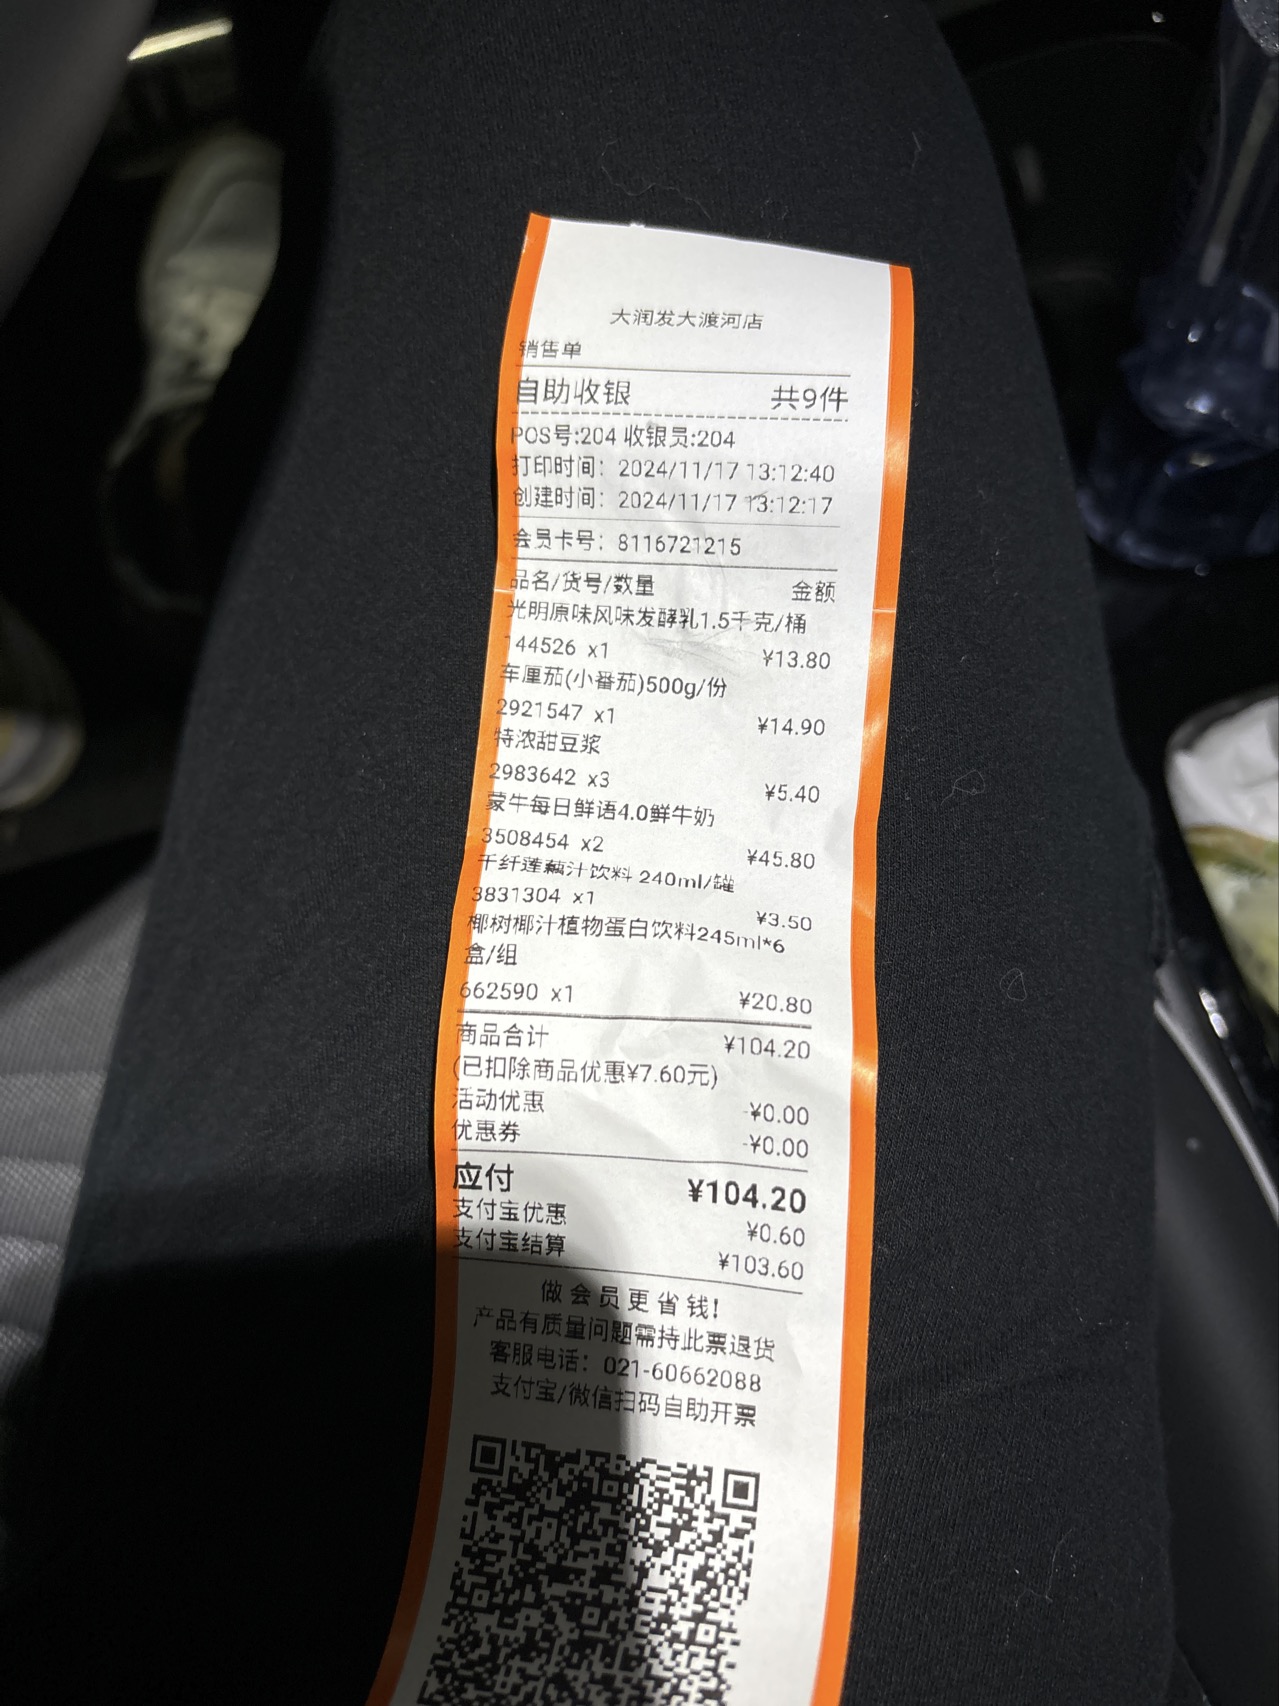 大润发大渡河店
销售单
自助收银 共9件
POS号:204 收银员:204
打印时间：2024/11/17 13:12:40
创建时间：2024/11/17 13:12:17
会员卡号：8116721215
品名/货号/数量 金额
光明原味风味发酵乳1.5千克/桶
44526 x1 ¥13.80
车厘茄(小番茄)500g/份
2921547 x1 ¥14.90
特浓甜豆浆
2983642 x3 ¥5.40
蒙牛每日鲜语4.0鲜牛奶
3508454 x2 ¥45.80
千纤莲藕汁饮料 240ml/罐
3831304 x1 ¥3.50
椰树椰汁植物蛋白饮料245ml*6
盒/组
662590 x1 ¥20.80
商品合计 ¥104.20
(已扣除商品优惠¥7.60元)
活动优惠 -¥0.00
优惠券 -¥0.00
应付 ¥104.20
支付宝优惠 ¥0.60
支付宝结算 ¥103.60
做会员更省钱!
产品有质量问题需持此票退货
客服电话：021-60662088
支付宝/微信扫码自助开票